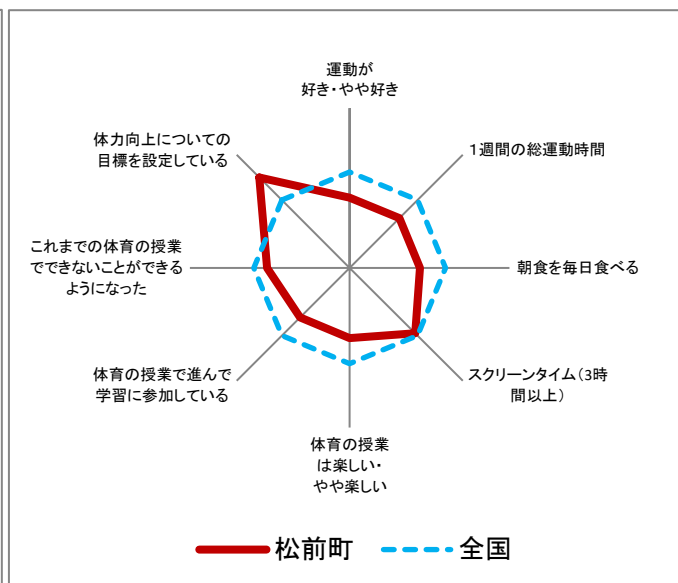 運動が
好き・やや好き
1週間の総運動時間
朝食を毎日食べる
スクリーンタイム（3時
間以上）
体育の授業
は楽しい・
やや楽しい
体育の授業で進んで
学習に参加している
これまでの体育の授業
でできないことができる
ようになった
体力向上についての
目標を設定している
松前町
全国